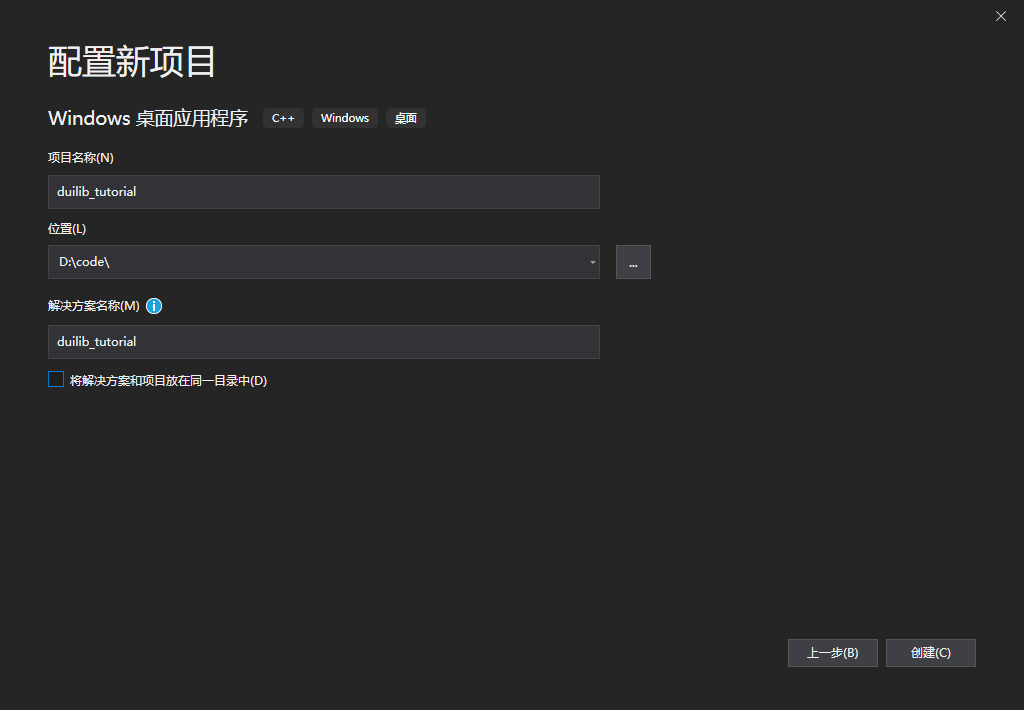 配置新项目
Windows 桌面应用程序 C++ Windows 桌面
项目名称(N)
duilib_tutorial
位置(L)
D:\code\
...
解决方案名称(M)
duilib_tutorial
将解决方案和项目放在同一目录中(D)
上一步(B) 创建(C)